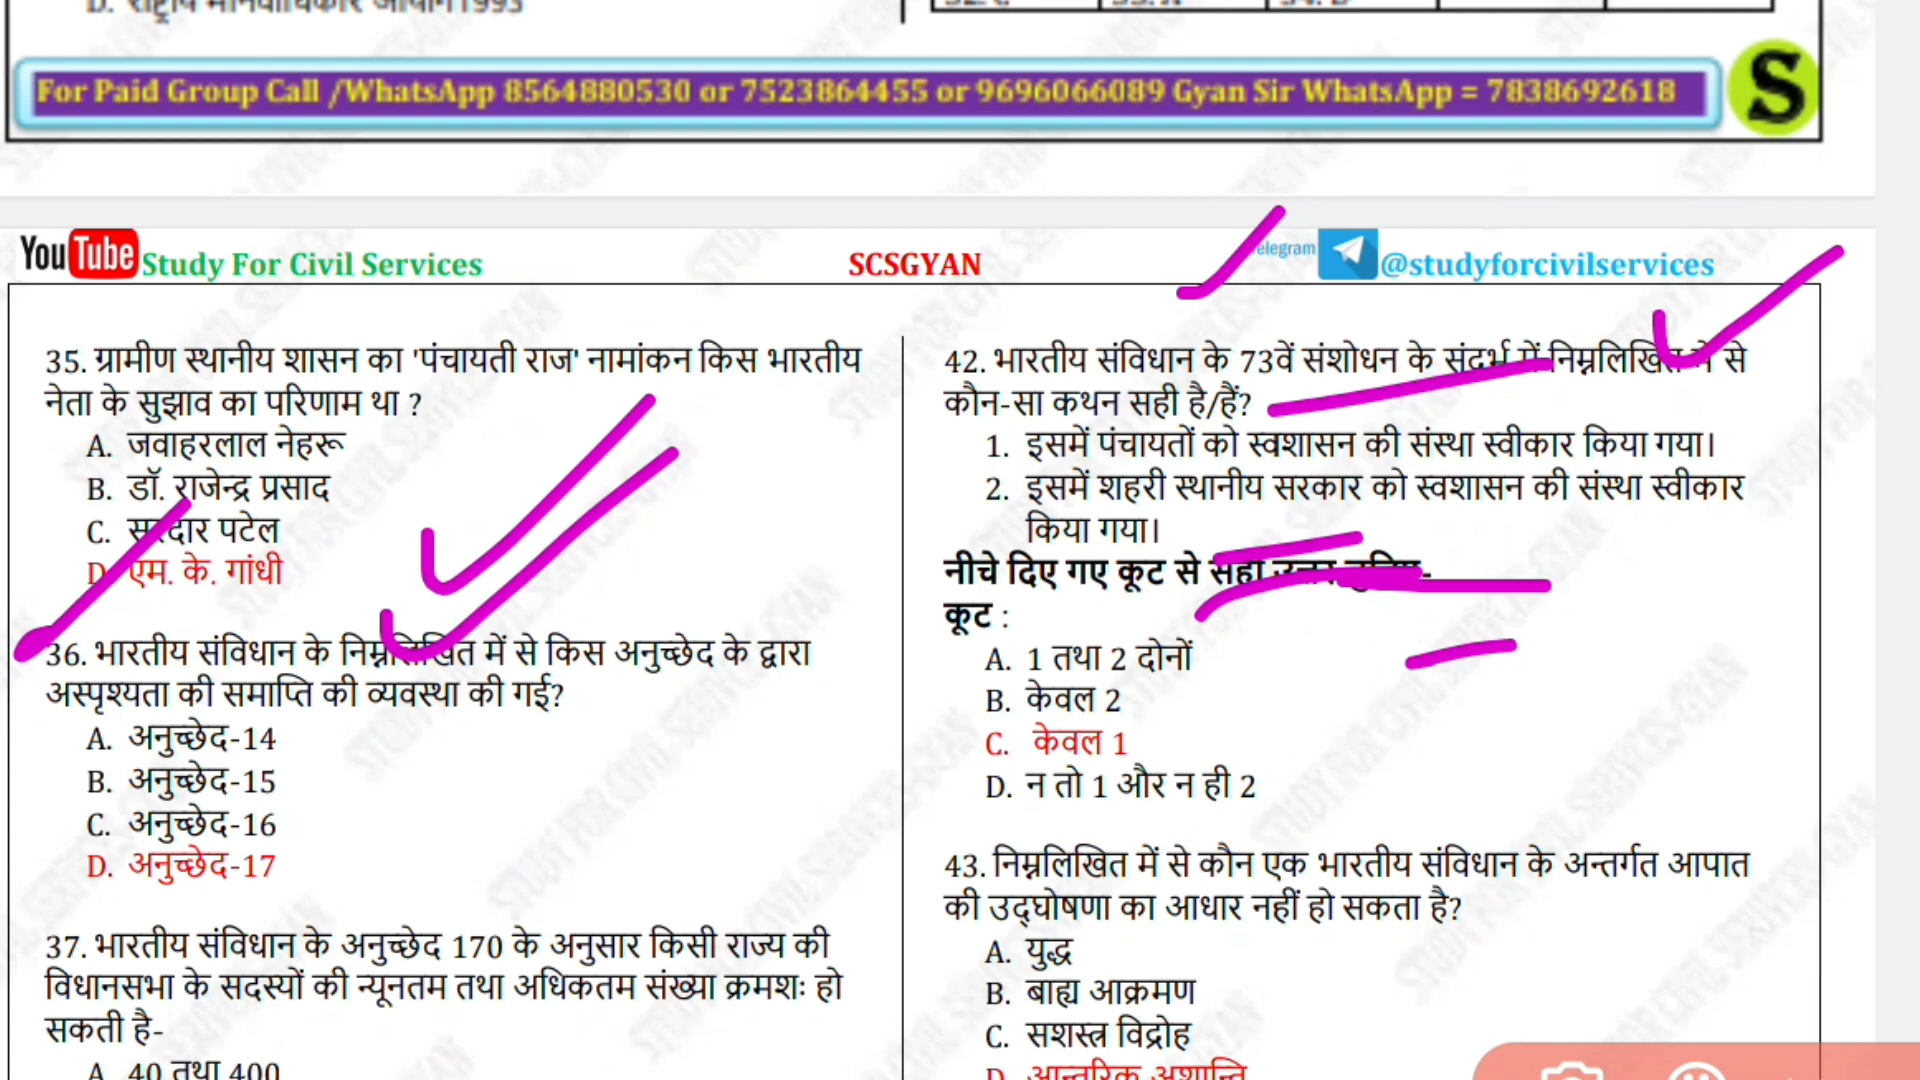 D. राष्ट्रीय मानवाधिकार आयोग 1993
For Paid Group Call /WhatsApp 8564880530 or 7523864455 or 9696066089 Gyan Sir WhatsApp = 7838692618
S
YouTube Study For Civil Services
SCSGYAN
elegram
@studyforcivilservices
35. ग्रामीण स्थानीय शासन का 'पंचायती राज' नामांकन किस भारतीय
नेता के सुझाव का परिणाम था ?
A. जवाहरलाल नेहरू
B. डॉ. राजेन्द्र प्रसाद
C. सरदार पटेल
D. एम. के. गांधी
36. भारतीय संविधान के निम्नलिखित में से किस अनुच्छेद के द्वारा
अस्पृश्यता की समाप्ति की व्यवस्था की गई?
A. अनुच्छेद-14
B. अनुच्छेद-15
C. अनुच्छेद-16
D. अनुच्छेद-17
37. भारतीय संविधान के अनुच्छेद 170 के अनुसार किसी राज्य की
विधानसभा के सदस्यों की न्यूनतम तथा अधिकतम संख्या क्रमशः हो
सकती है-
A. 40 तथा 400
42. भारतीय संविधान के 73वें संशोधन के संदर्भ में निम्नलिखित में से
कौन-सा कथन सही है/हैं?
1. इसमें पंचायतों को स्वशासन की संस्था स्वीकार किया गया।
2. इसमें शहरी स्थानीय सरकार को स्वशासन की संस्था स्वीकार
किया गया।
नीचे दिए गए कूट से सही उत्तर चुनिए-
कूट :
A. 1 तथा 2 दोनों
B. केवल 2
C. केवल 1
D. न तो 1 और न ही 2
43. निम्नलिखित में से कौन एक भारतीय संविधान के अन्तर्गत आपात
की उद्घोषणा का आधार नहीं हो सकता है?
A. युद्ध
B. बाह्य आक्रमण
C. सशस्त्र विद्रोह
D. आन्तरिक अशान्ति